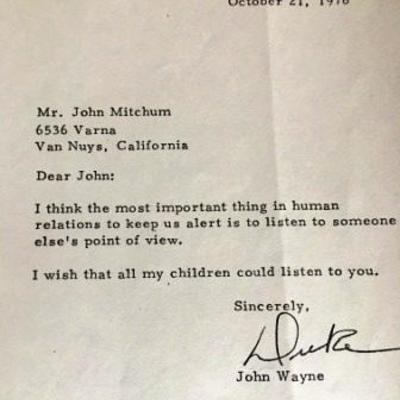 October 21, 1976
Mr. John Mitchum
6536 Varna
Van Nuys, California
Dear John:
I think the most important thing in human
relations to keep us alert is to listen to someone
else's point of view.
I wish that all my children could listen to you.
Sincerely,
Duke
John Wayne